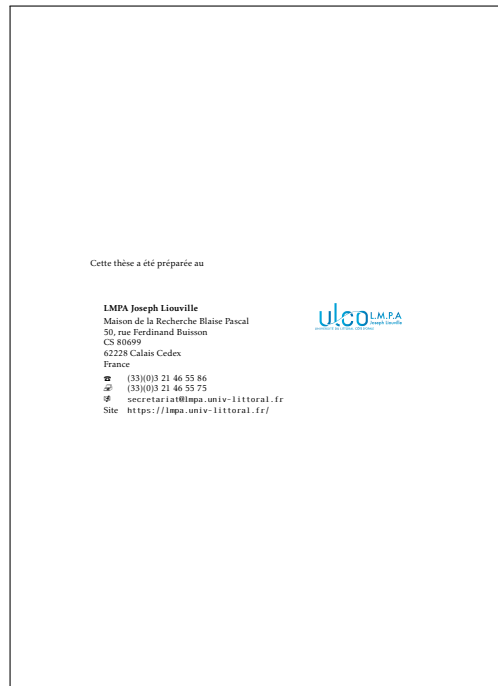 Cette thèse a été préparée au
LMPA Joseph Liouville
Maison de la Recherche Blaise Pascal
50, rue Ferdinand Buisson
CS 80699
62228 Calais Cedex
France
☎ (33)(0)3 21 46 55 86
(33)(0)3 21 46 55 75
secretariat@lmpa.univ-littoral.fr
Site https://lmpa.univ-littoral.fr/
ulco L.M.P.A
Joseph Liouville